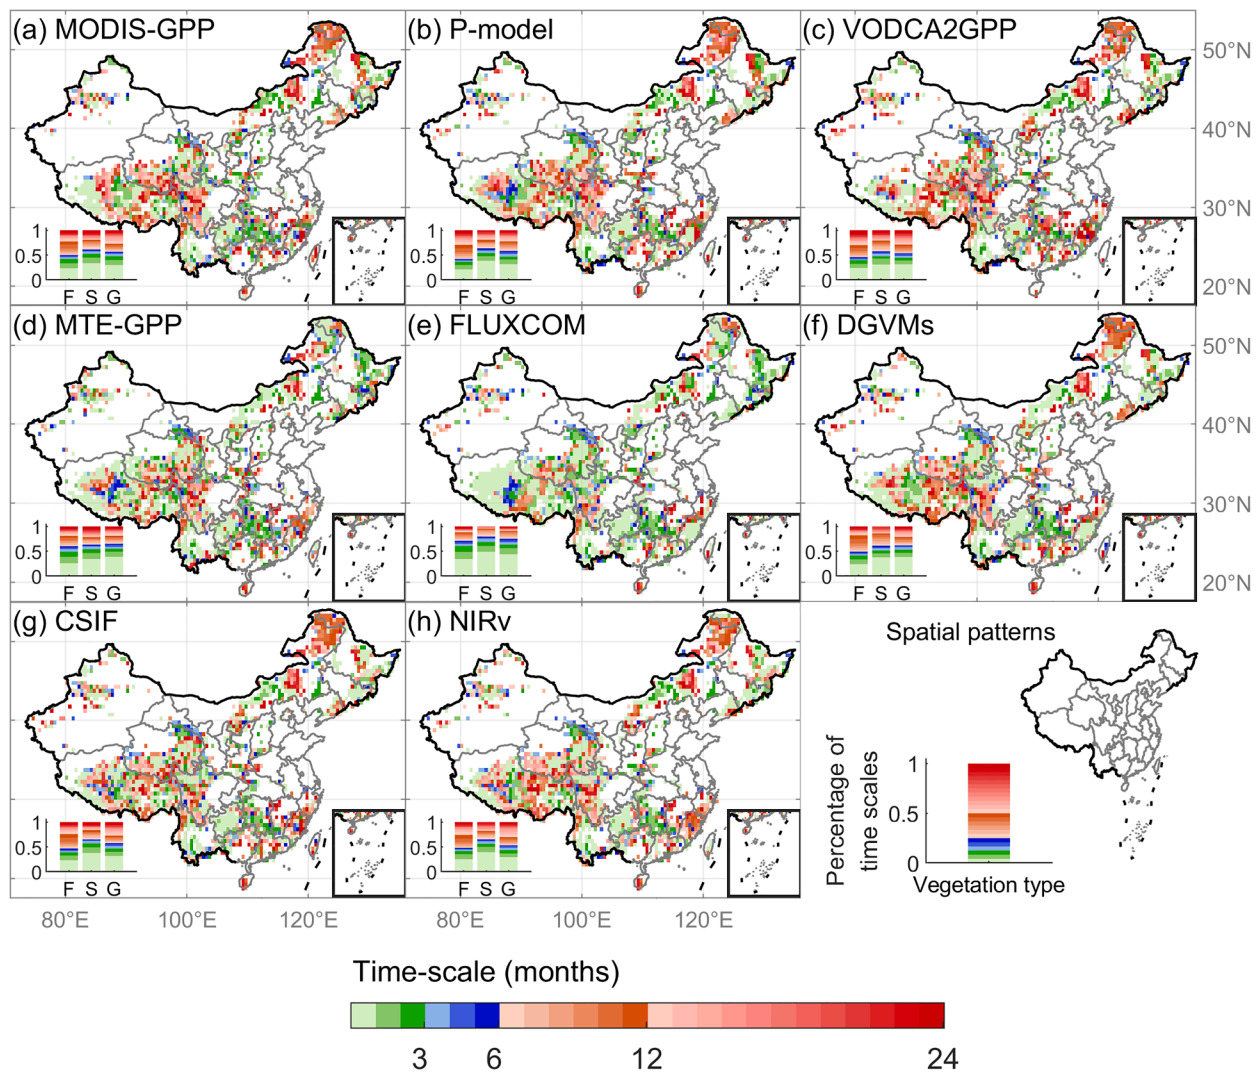 (a) MODIS-GPP
(b) P-model
(c) VODCA2GPP
50°N
40°N
30°N
20°N
1
0.5
0
F S G
1
0.5
0
F S G
1
0.5
0
F S G
(d) MTE-GPP
(e) FLUXCOM
(f) DGVMs
50°N
40°N
30°N
20°N
1
0.5
0
F S G
1
0.5
0
F S G
1
0.5
0
F S G
(g) CSIF
(h) NIRv
1
0.5
0
F S G
1
0.5
0
F S G
80°E
100°E
120°E
80°E
100°E
120°E
Spatial patterns
Percentage of
time scales
1
0.5
0
Vegetation type
Time-scale (months)
3
6
12
24